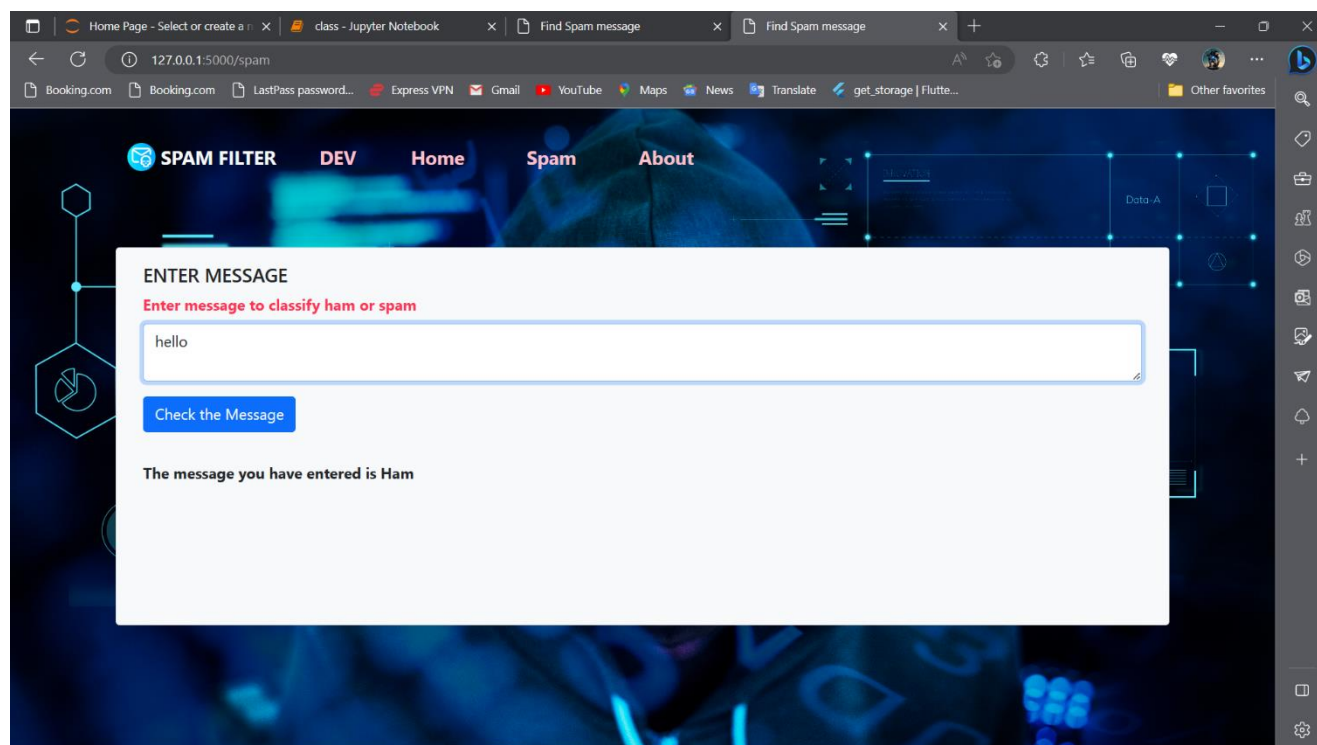 Home Page - Select or create a n
class - Jupyter Notebook
Find Spam message
Find Spam message
127.0.0.1:5000/spam
Booking.com
Booking.com
LastPass password...
Express VPN
Gmail
YouTube
Maps
News
Translate
get_storage | Flutte...
Other favorites
SPAM FILTER
DEV
Home
Spam
About
Data-A
ENTER MESSAGE
Enter message to classify ham or spam
hello
Check the Message
The message you have entered is Ham